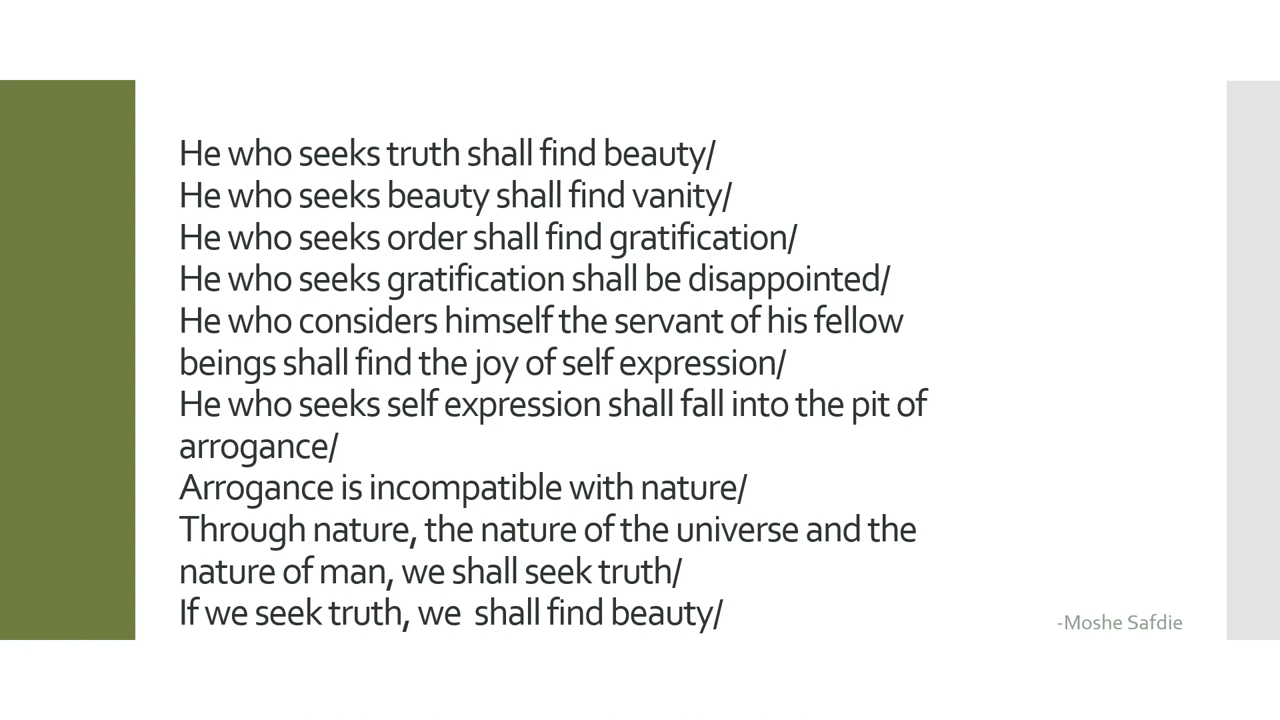 He who seeks truth shall find beauty/
He who seeks beauty shall find vanity/
He who seeks order shall find gratification/
He who seeks gratification shall be disappointed/
He who considers himself the servant of his fellow
beings shall find the joy of self expression/
He who seeks self expression shall fall into the pit of
arrogance/
Arrogance is incompatible with nature/
Through nature, the nature of the universe and the
nature of man, we shall seek truth/
If we seek truth, we  shall find beauty/
-Moshe Safdie